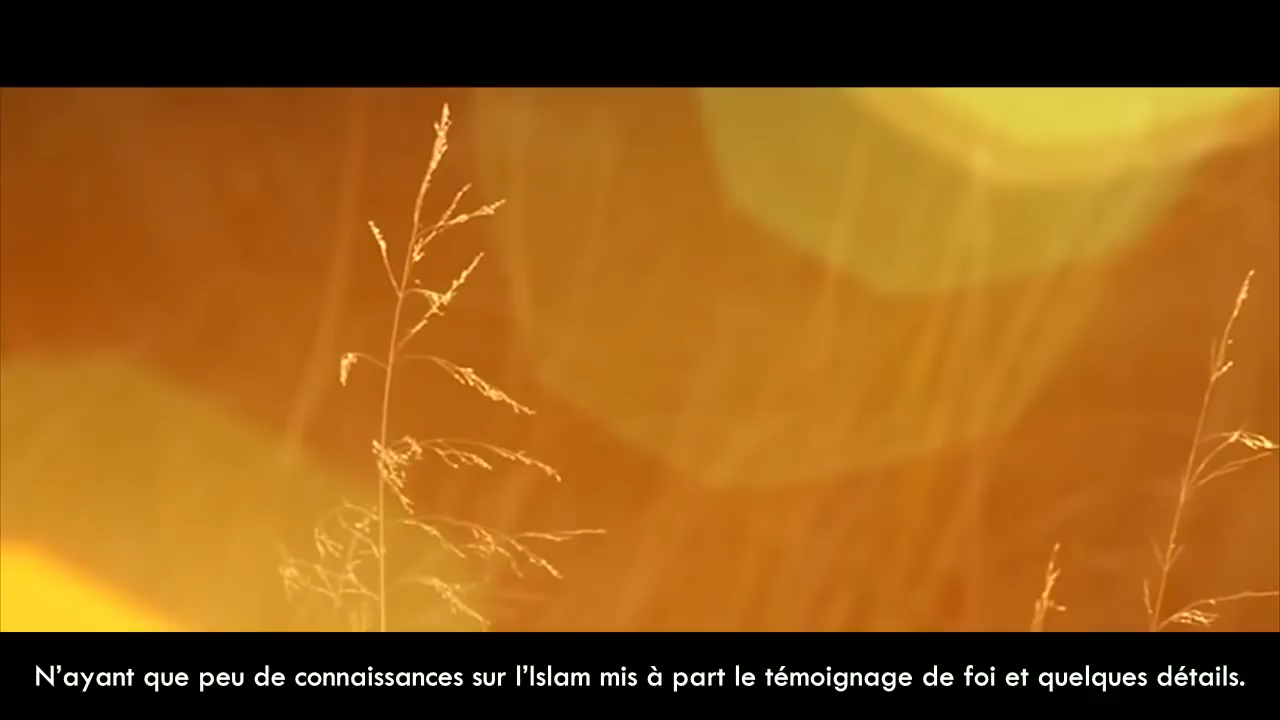 N’ayant que peu de connaissances sur l’Islam mis à part le témoignage de foi et quelques détails.